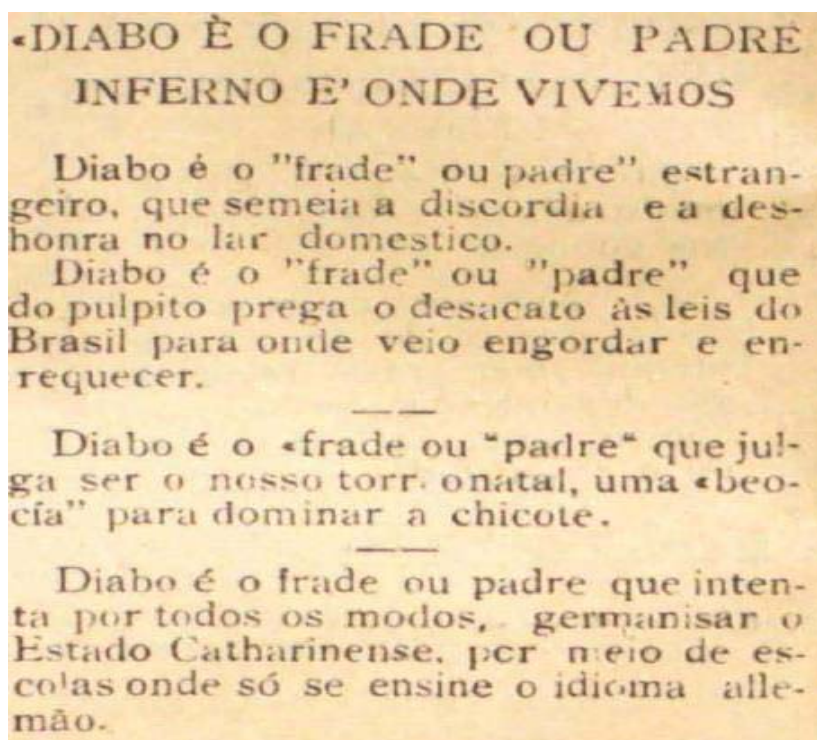 «DIABO È O FRADE OU PADRE
INFERNO E' ONDE VIVEMOS
Diabo é o "frade" ou padre" estran-
geiro, que semeia a discordia e a des-
honra no lar domestico.
Diabo é o "frade" ou "padre" que
do pulpito prega o desacato às leis do
Brasil para onde veio engordar e en-
requecer.
Diabo é o «frade ou “padre“ que jul-
ga ser o nosso torr. onatal, uma «beo-
cía" para dominar a chicote.
Diabo é o frade ou padre que inten-
ta por todos os modos, germanisar o
Estado Catharinense, por meio de es-
colas onde só se ensine o idioma alle-
mão.